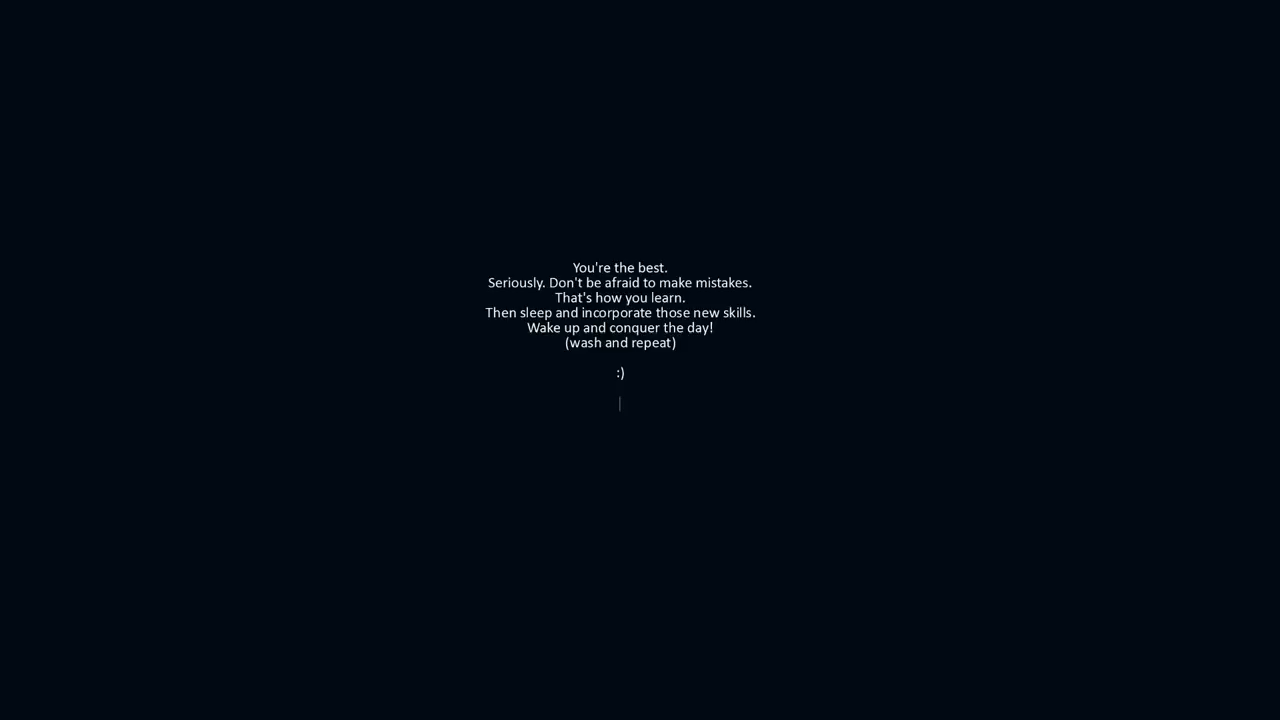 You're the best.
Seriously. Don't be afraid to make mistakes.
That's how you learn.
Then sleep and incorporate those new skills.
Wake up and conquer the day!
(wash and repeat)
:)